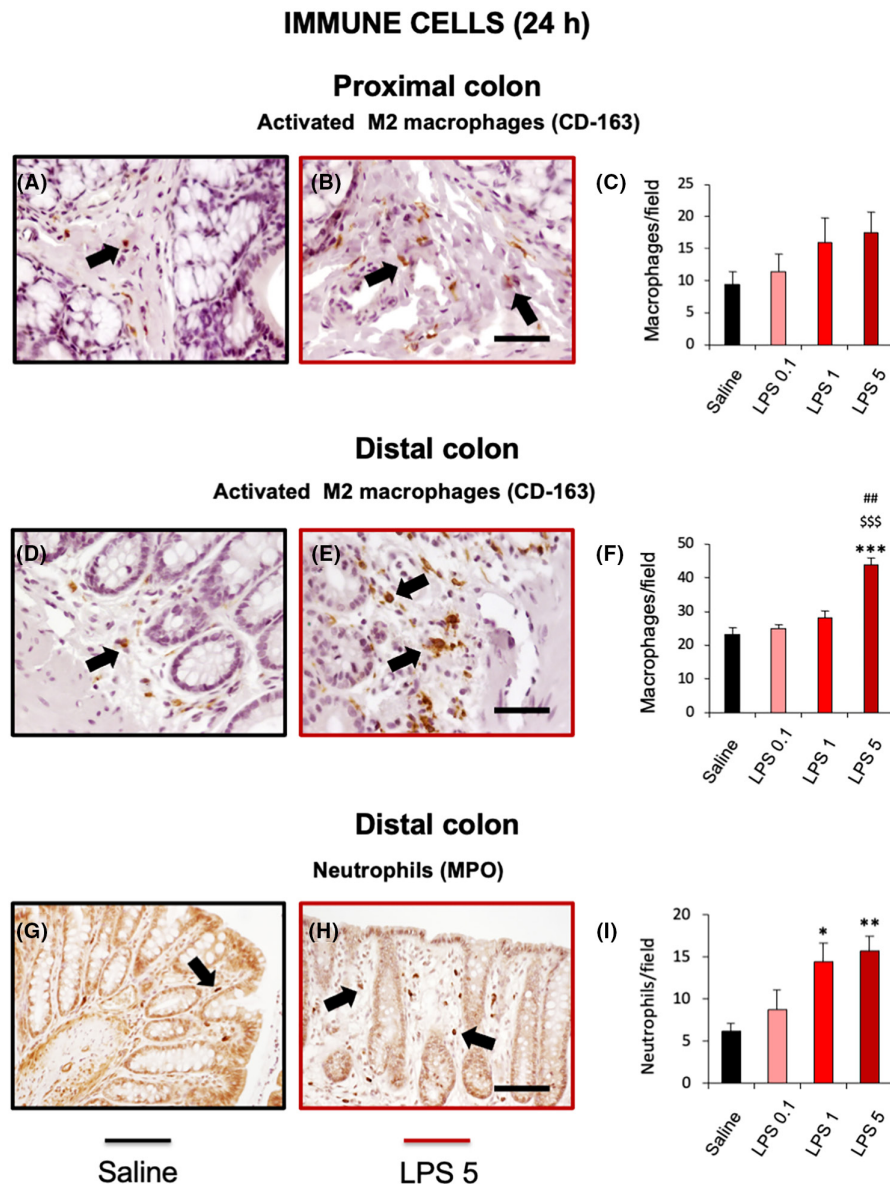 IMMUNE CELLS (24 h)
Proximal colon
Activated M2 macrophages (CD-163)
(A)
(B)
(C)
Macrophages/field
25
20
15
10
5
0
Saline
LPS 0.1
LPS 1
LPS 5
Distal colon
Activated M2 macrophages (CD-163)
(D)
(E)
(F)
Macrophages/field
50
40
30
20
10
0
##
$$$
***
Saline
LPS 0.1
LPS 1
LPS 5
Distal colon
Neutrophils (MPO)
(G)
(H)
(I)
Neutrophils/field
20
15
10
5
0
*
**
Saline
LPS 0.1
LPS 1
LPS 5
Saline
LPS 5